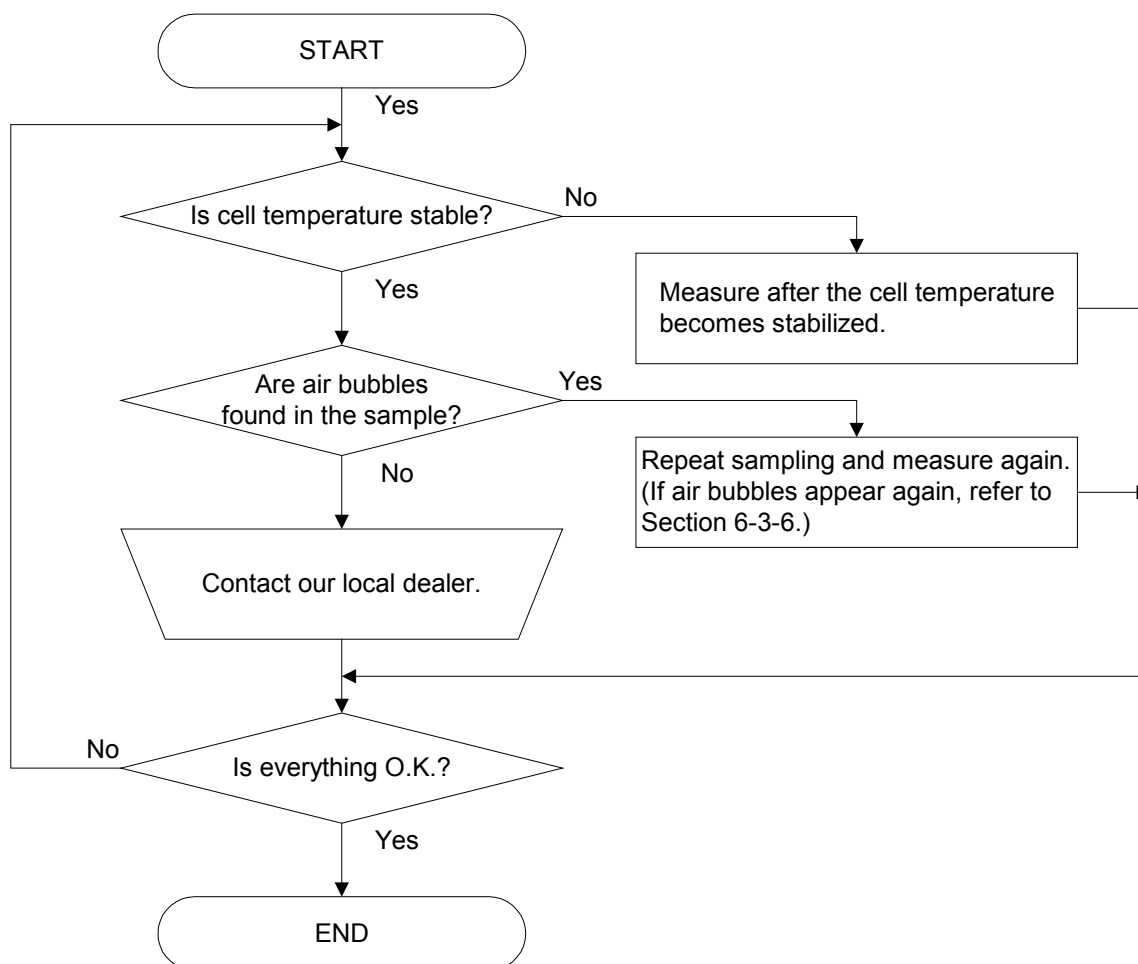 START
Yes
Is cell temperature stable?
No
Measure after the cell temperature
becomes stabilized.
Yes
Are air bubbles
found in the sample?
Yes
Repeat sampling and measure again.
(If air bubbles appear again, refer to
Section 6-3-6.)
No
Contact our local dealer.
No
Is everything O.K.?
Yes
END